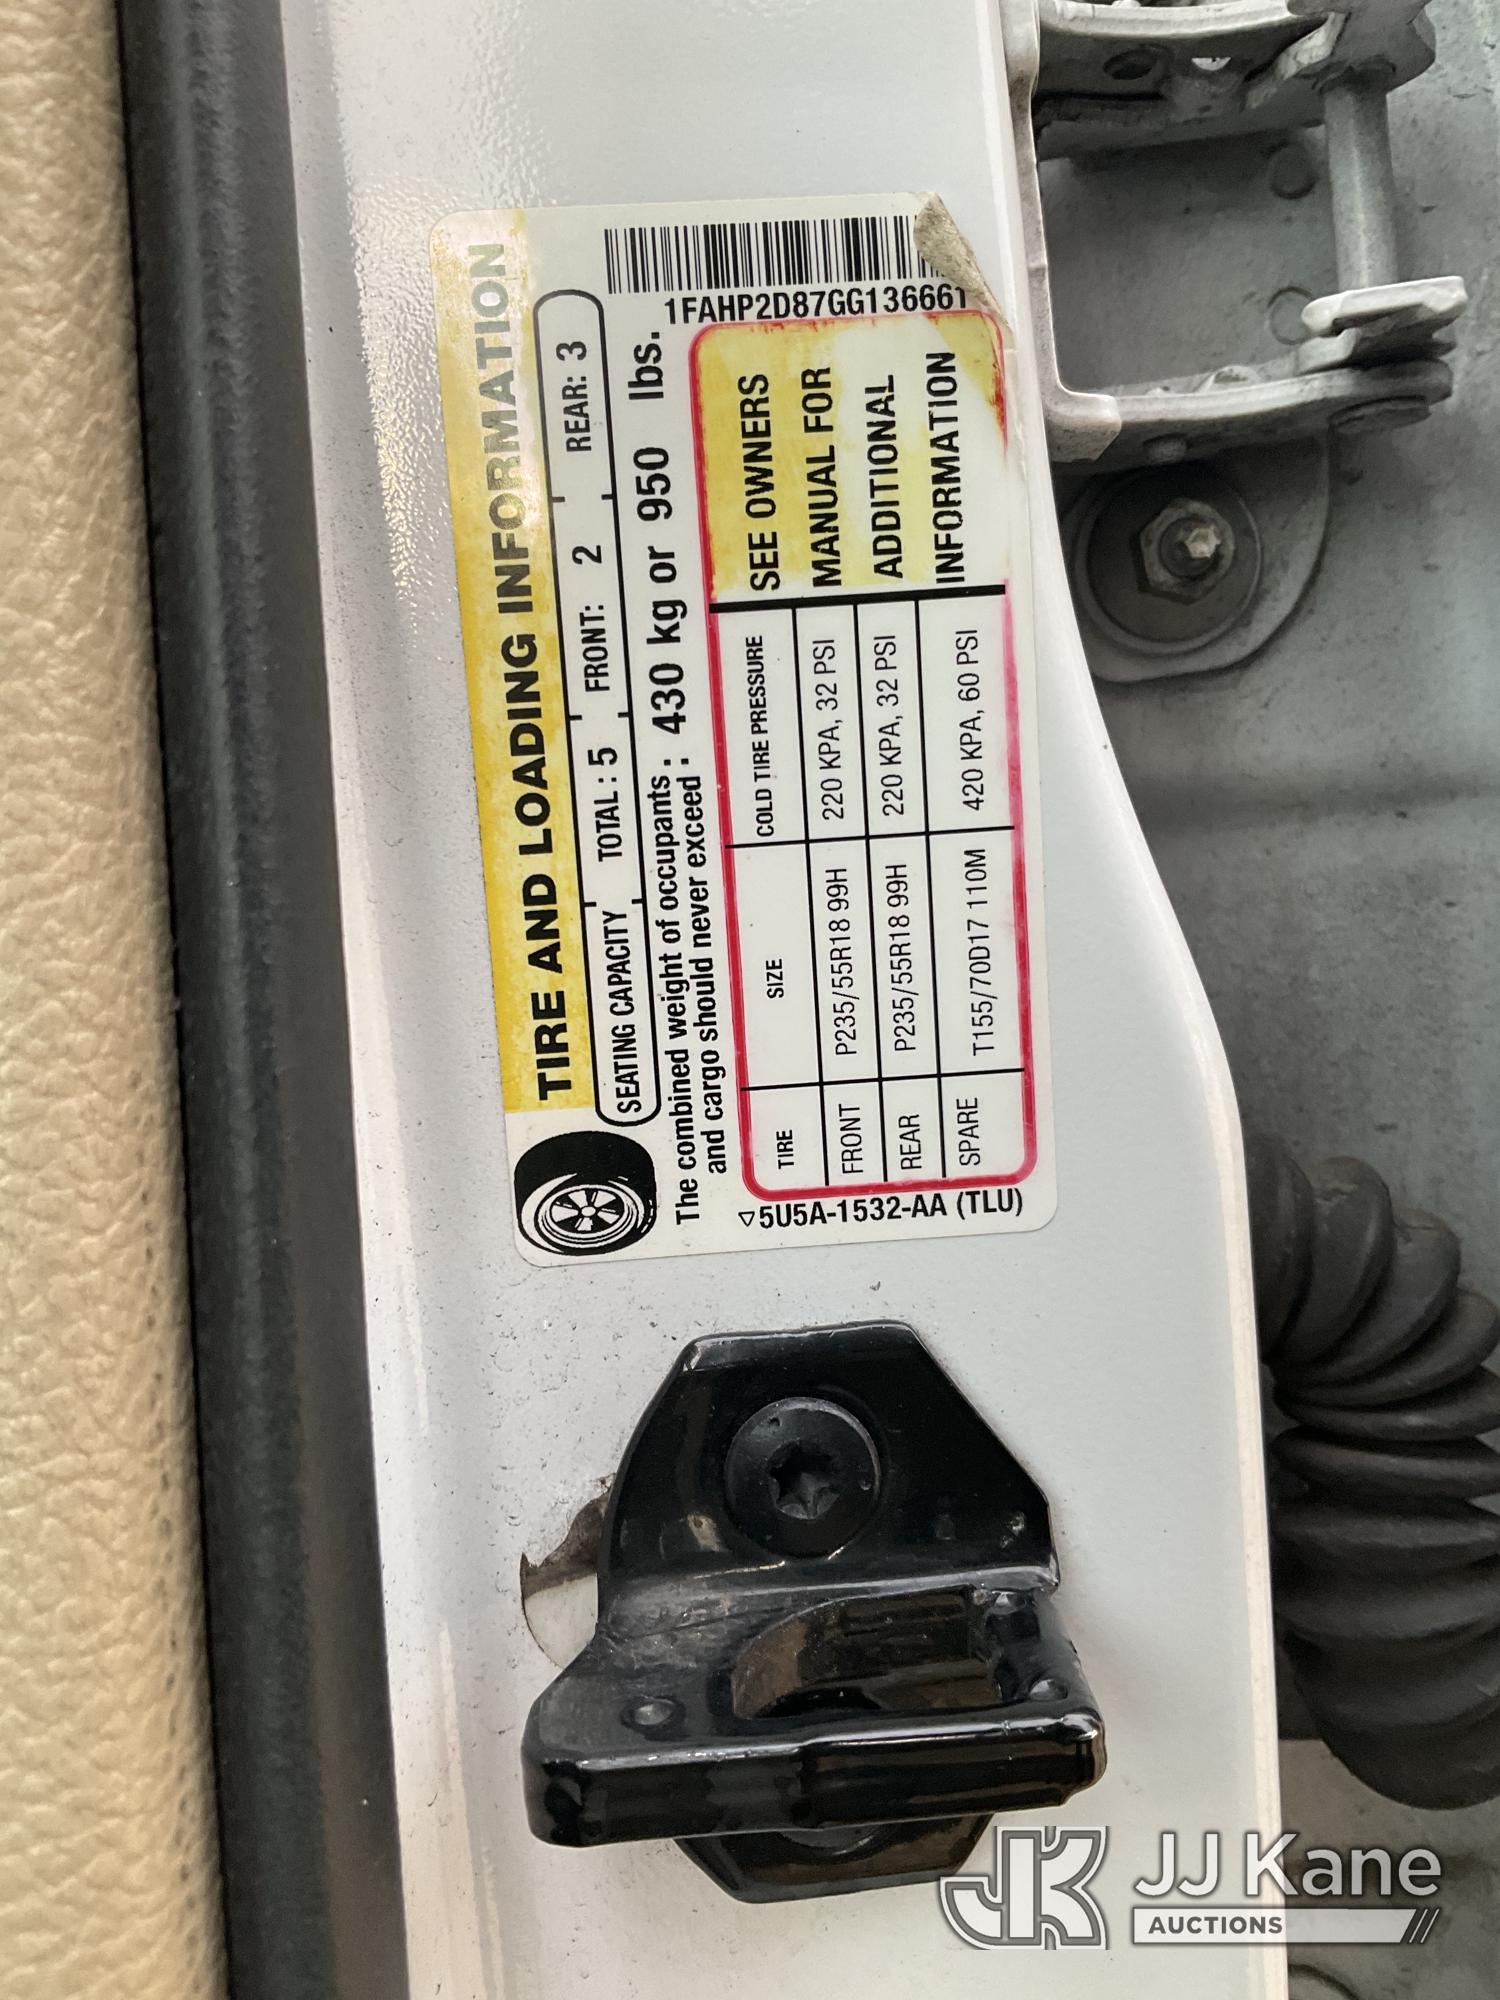 TIRE AND LOADING INFORMATION
SEATING CAPACITY TOTAL : 5 FRONT: 2 REAR: 3
The combined weight of occupants : 430 kg or 950 lbs.
and cargo should never exceed :
1FAHP2D87GG136661
TIRE SIZE COLD TIRE PRESSURE
FRONT P235/55R18 99H 220 KPA, 32 PSI
REAR P235/55R18 99H 220 KPA, 32 PSI
SPARE T155/70D17 110M 420 KPA, 60 PSI
SEE OWNERS
MANUAL FOR
ADDITIONAL
INFORMATION
5U5A-1532-AA (TLU)
JK JJ Kane
AUCTIONS